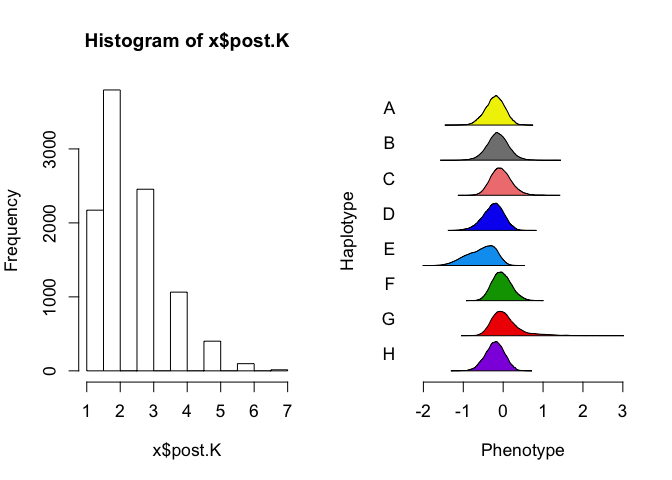 Histogram of x$post.K
Frequency
0
1000
2000
3000
1 2 3 4 5 6 7
x$post.K
Haplotype
A
B
C
D
E
F
G
H
-2 -1 0 1 2 3
Phenotype